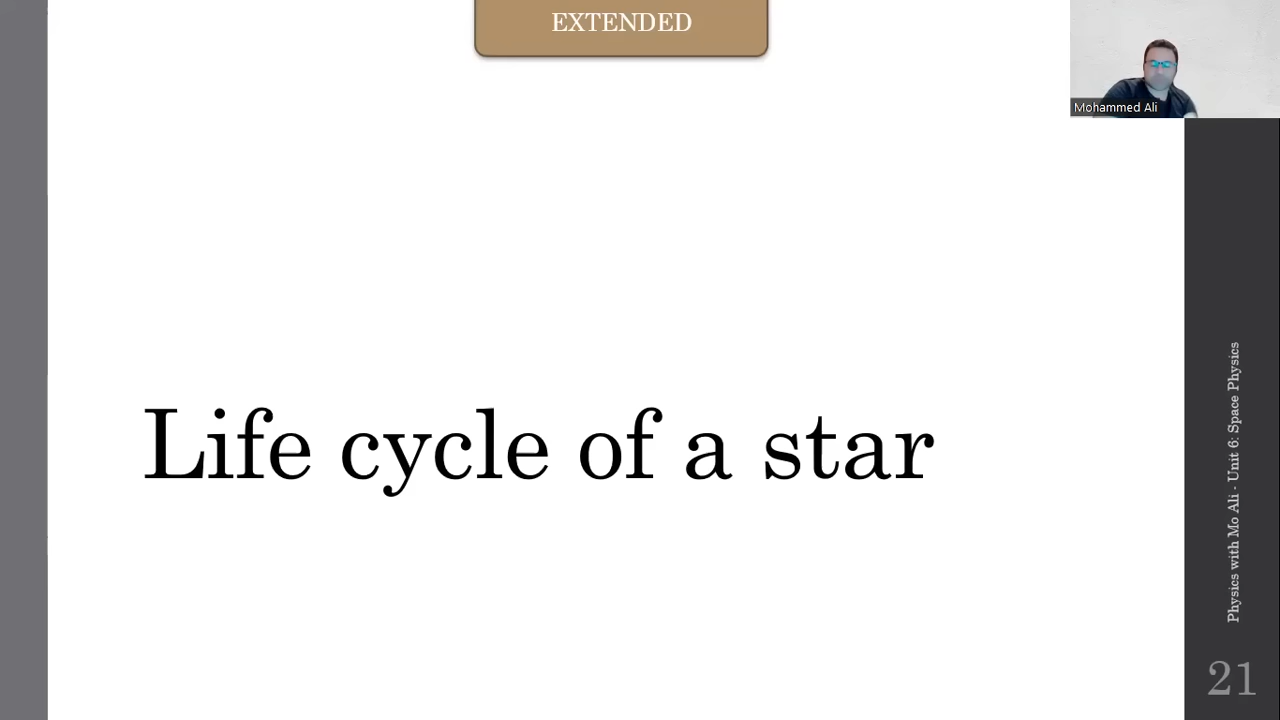 EXTENDED
Mohammed Ali
Life cycle of a star
Physics with Mo Ali - Unit 6: Space Physics
21